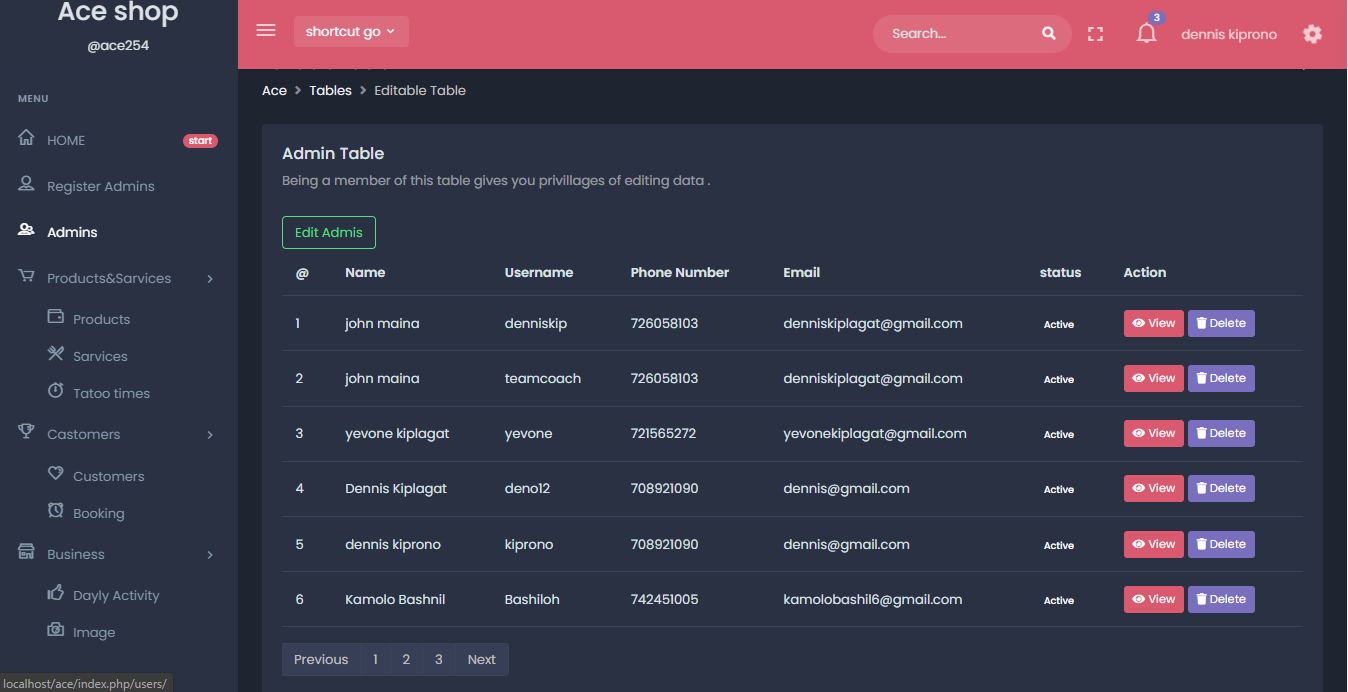 Ace shop
@ace254
MENU
HOME start
Register Admins
Admins
Products&Sarvices
Products
Sarvices
Tatoo times
Castomers
Customers
Booking
Business
Dayly Activity
Image
localhost/ace/index.php/users/
shortcut go
Search...
3
dennis kiprono
Ace > Tables > Editable Table
Admin Table
Being a member of this table gives you privillages of editing data .
Edit Admis
@ Name Username Phone Number Email status Action
1 john maina denniskip 726058103 denniskiplagat@gmail.com Active View Delete
2 john maina teamcoach 726058103 denniskiplagat@gmail.com Active View Delete
3 yevone kiplagat yevone 721565272 yevonekiplagat@gmail.com Active View Delete
4 Dennis Kiplagat deno12 708921090 dennis@gmail.com Active View Delete
5 dennis kiprono kiprono 708921090 dennis@gmail.com Active View Delete
6 Kamolo Bashnil Bashiloh 742451005 kamolobashil6@gmail.com Active View Delete
Previous 1 2 3 Next